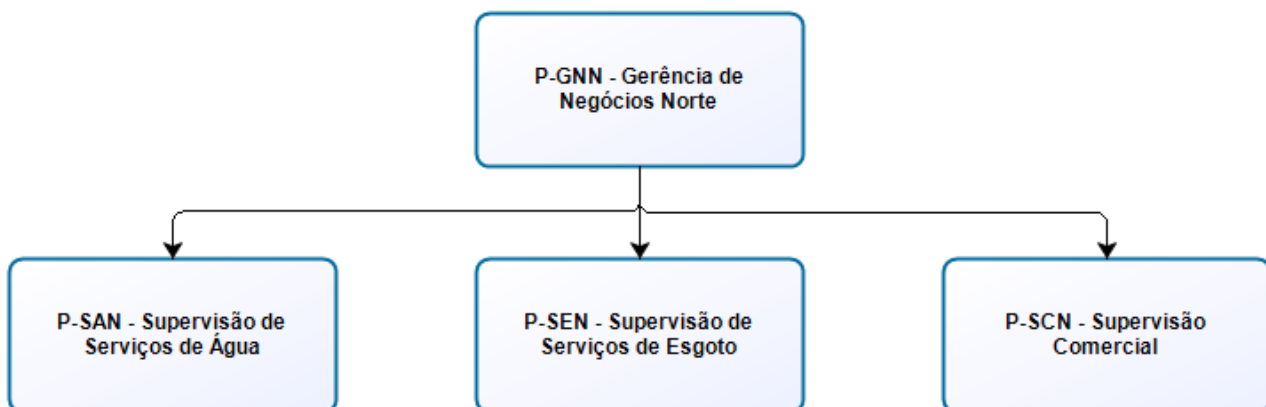 P-GNN - Gerência de
Negócios Norte
P-SAN - Supervisão de
Serviços de Água
P-SEN - Supervisão de
Serviços de Esgoto
P-SCN - Supervisão
Comercial